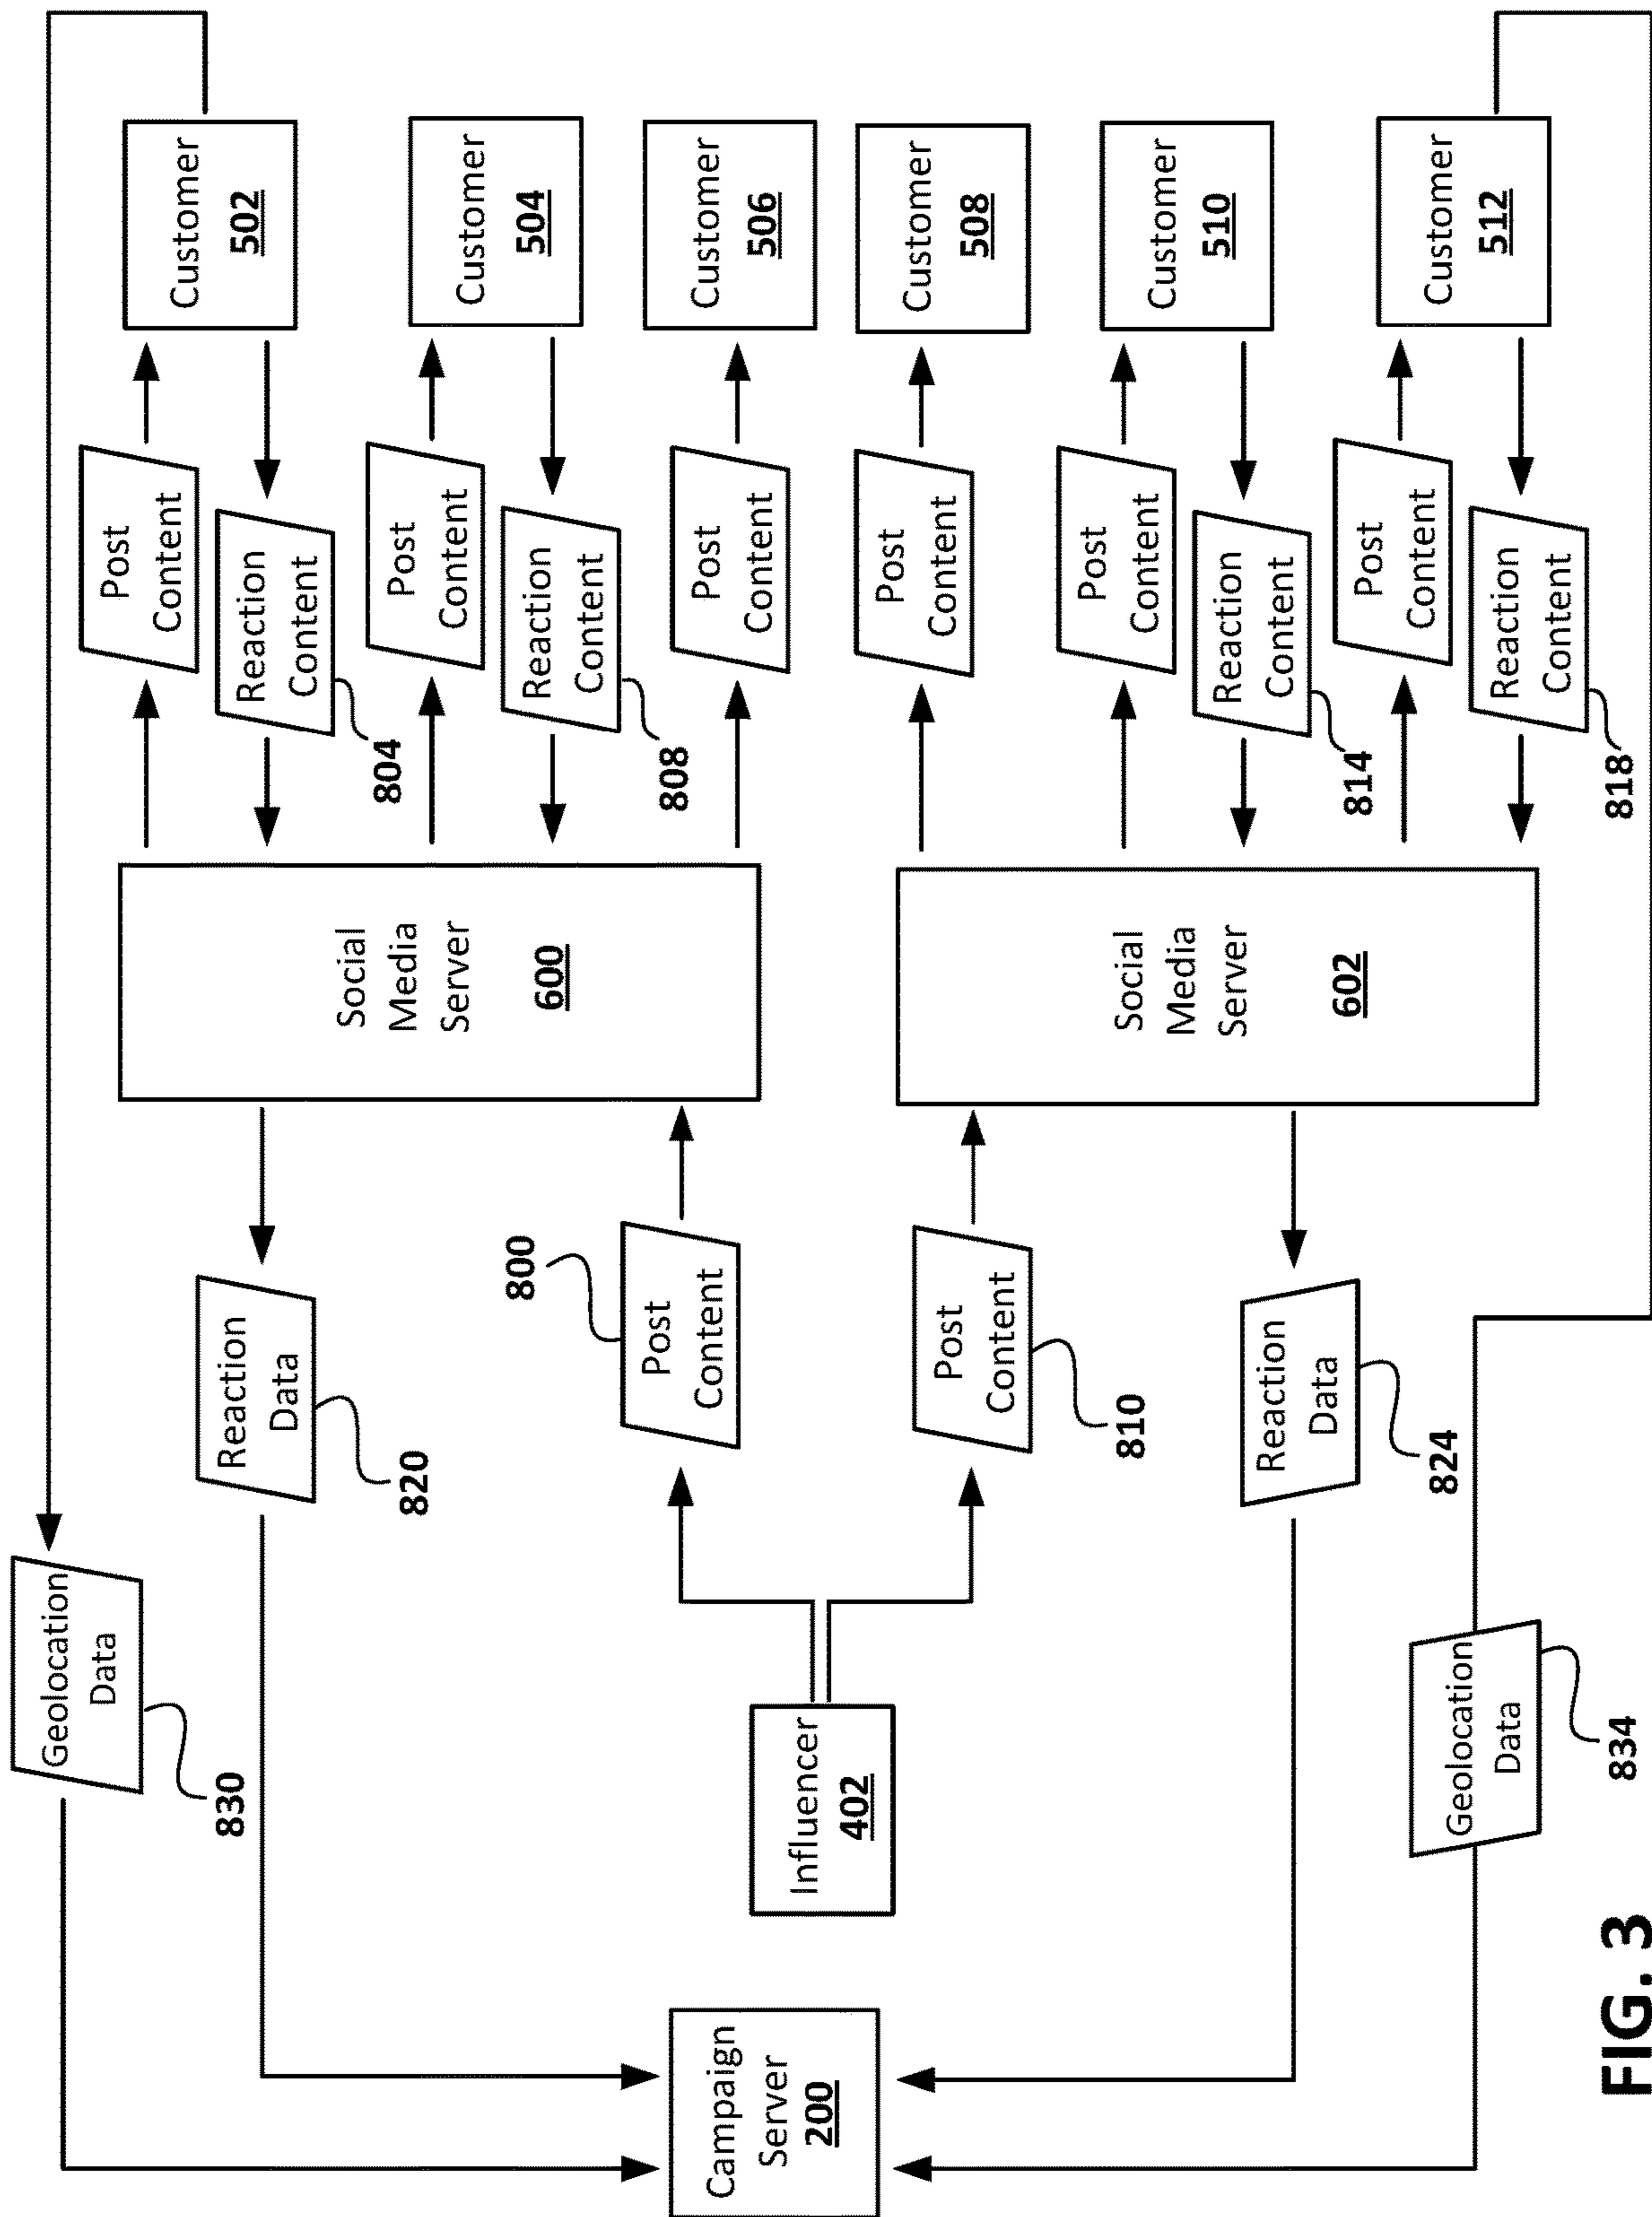 Geolocation
Data
830
Reaction
Data
820
Post
Content
Customer
502
Reaction
Content
804
Social
Media
Server
600
Post
Content
Customer
504
Reaction
Content
808
Post
Content
800
Post
Content
Customer
506
Campaign
Server
200
Influencer
402
Post
Content
810
Post
Content
Customer
508
Social
Media
Server
602
Post
Content
Customer
510
Reaction
Content
814
Reaction
Data
824
Post
Content
Customer
512
Reaction
Content
818
Geolocation
Data
834
FIG. 3